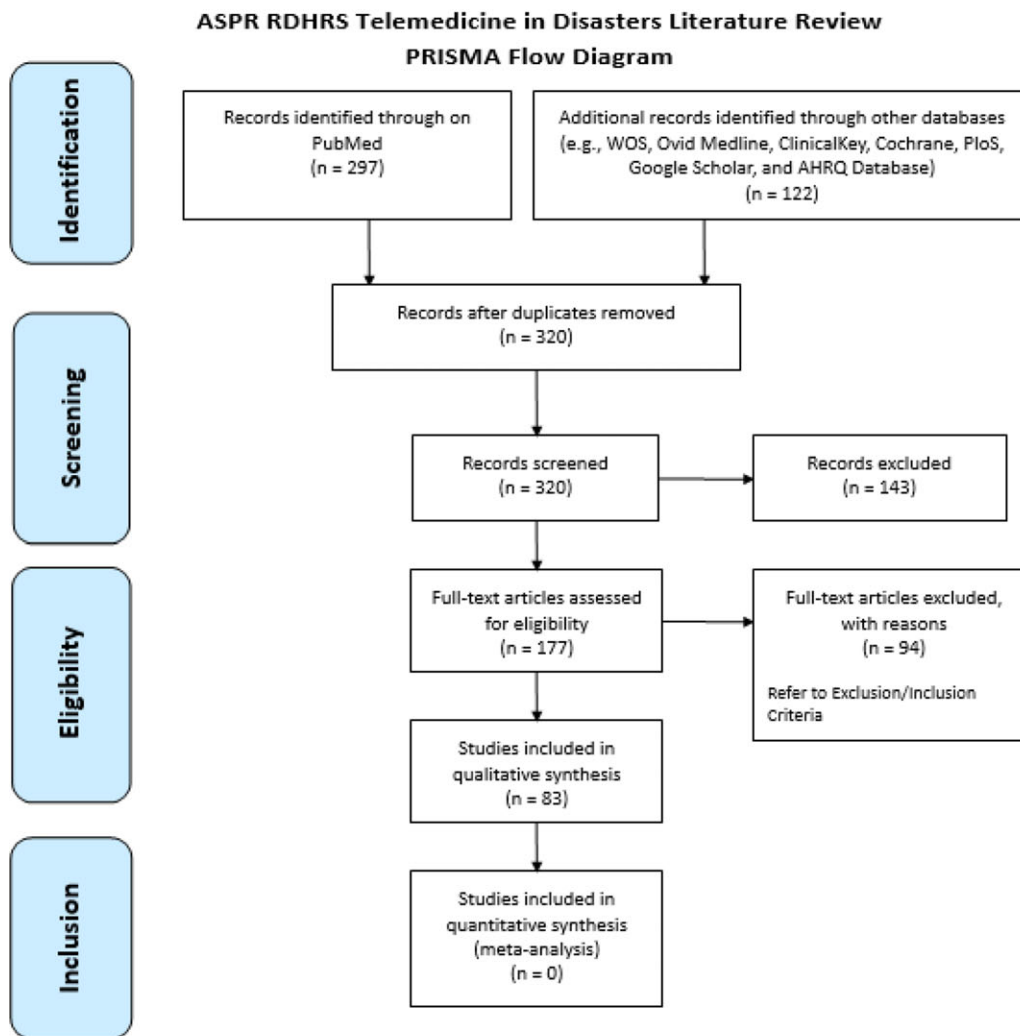 ASPR RDHRS Telemedicine in Disasters Literature Review
PRISMA Flow Diagram
Identification
Records identified through on
PubMed
(n = 297)
Additional records identified through other databases
(e.g., WOS, Ovid Medline, ClinicalKey, Cochrane, PloS,
Google Scholar, and AHRQ Database)
(n = 122)
Screening
Records after duplicates removed
(n = 320)
Records screened
(n = 320)
Records excluded
(n = 143)
Eligibility
Full-text articles assessed
for eligibility
(n = 177)
Full-text articles excluded,
with reasons
(n = 94)
Refer to Exclusion/Inclusion
Criteria
Studies included in
qualitative synthesis
(n = 83)
Inclusion
Studies included in
quantitative synthesis
(meta-analysis)
(n = 0)